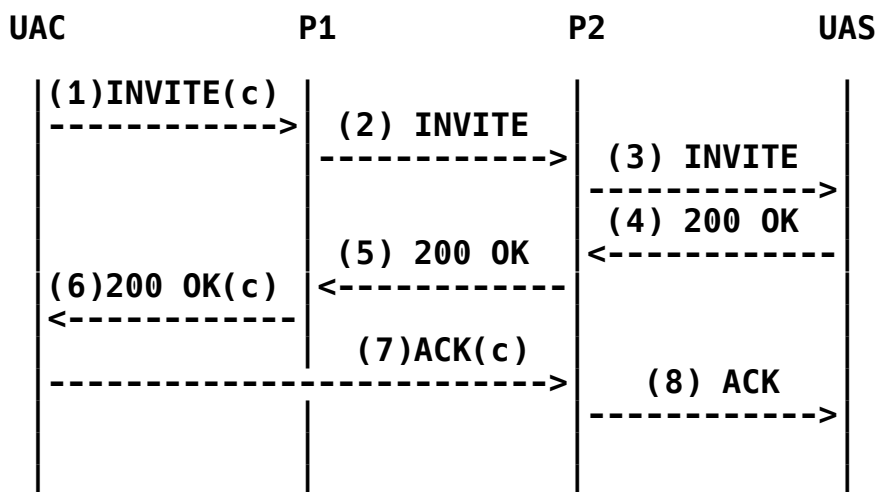 UAC P1 P2 UAS
(1)INVITE(c)
------------> (2) INVITE
------------> (3) INVITE
------------>
(4) 200 OK
(5) 200 OK <------------
(6)200 OK(c) <-------------
<-------------
(7)ACK(c)
---------------------------> (8) ACK
------------>